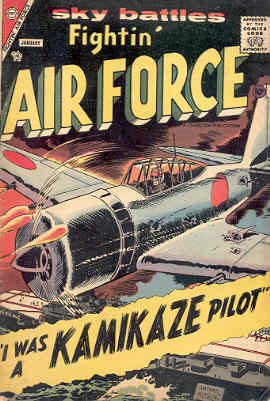 sky battles
Fightin'
AIR FORCE
JANUARY
APPROVED
BY THE
COMICS
CODE
AUTHORITY
"I WAS
A
KAMIKAZE PILOT"